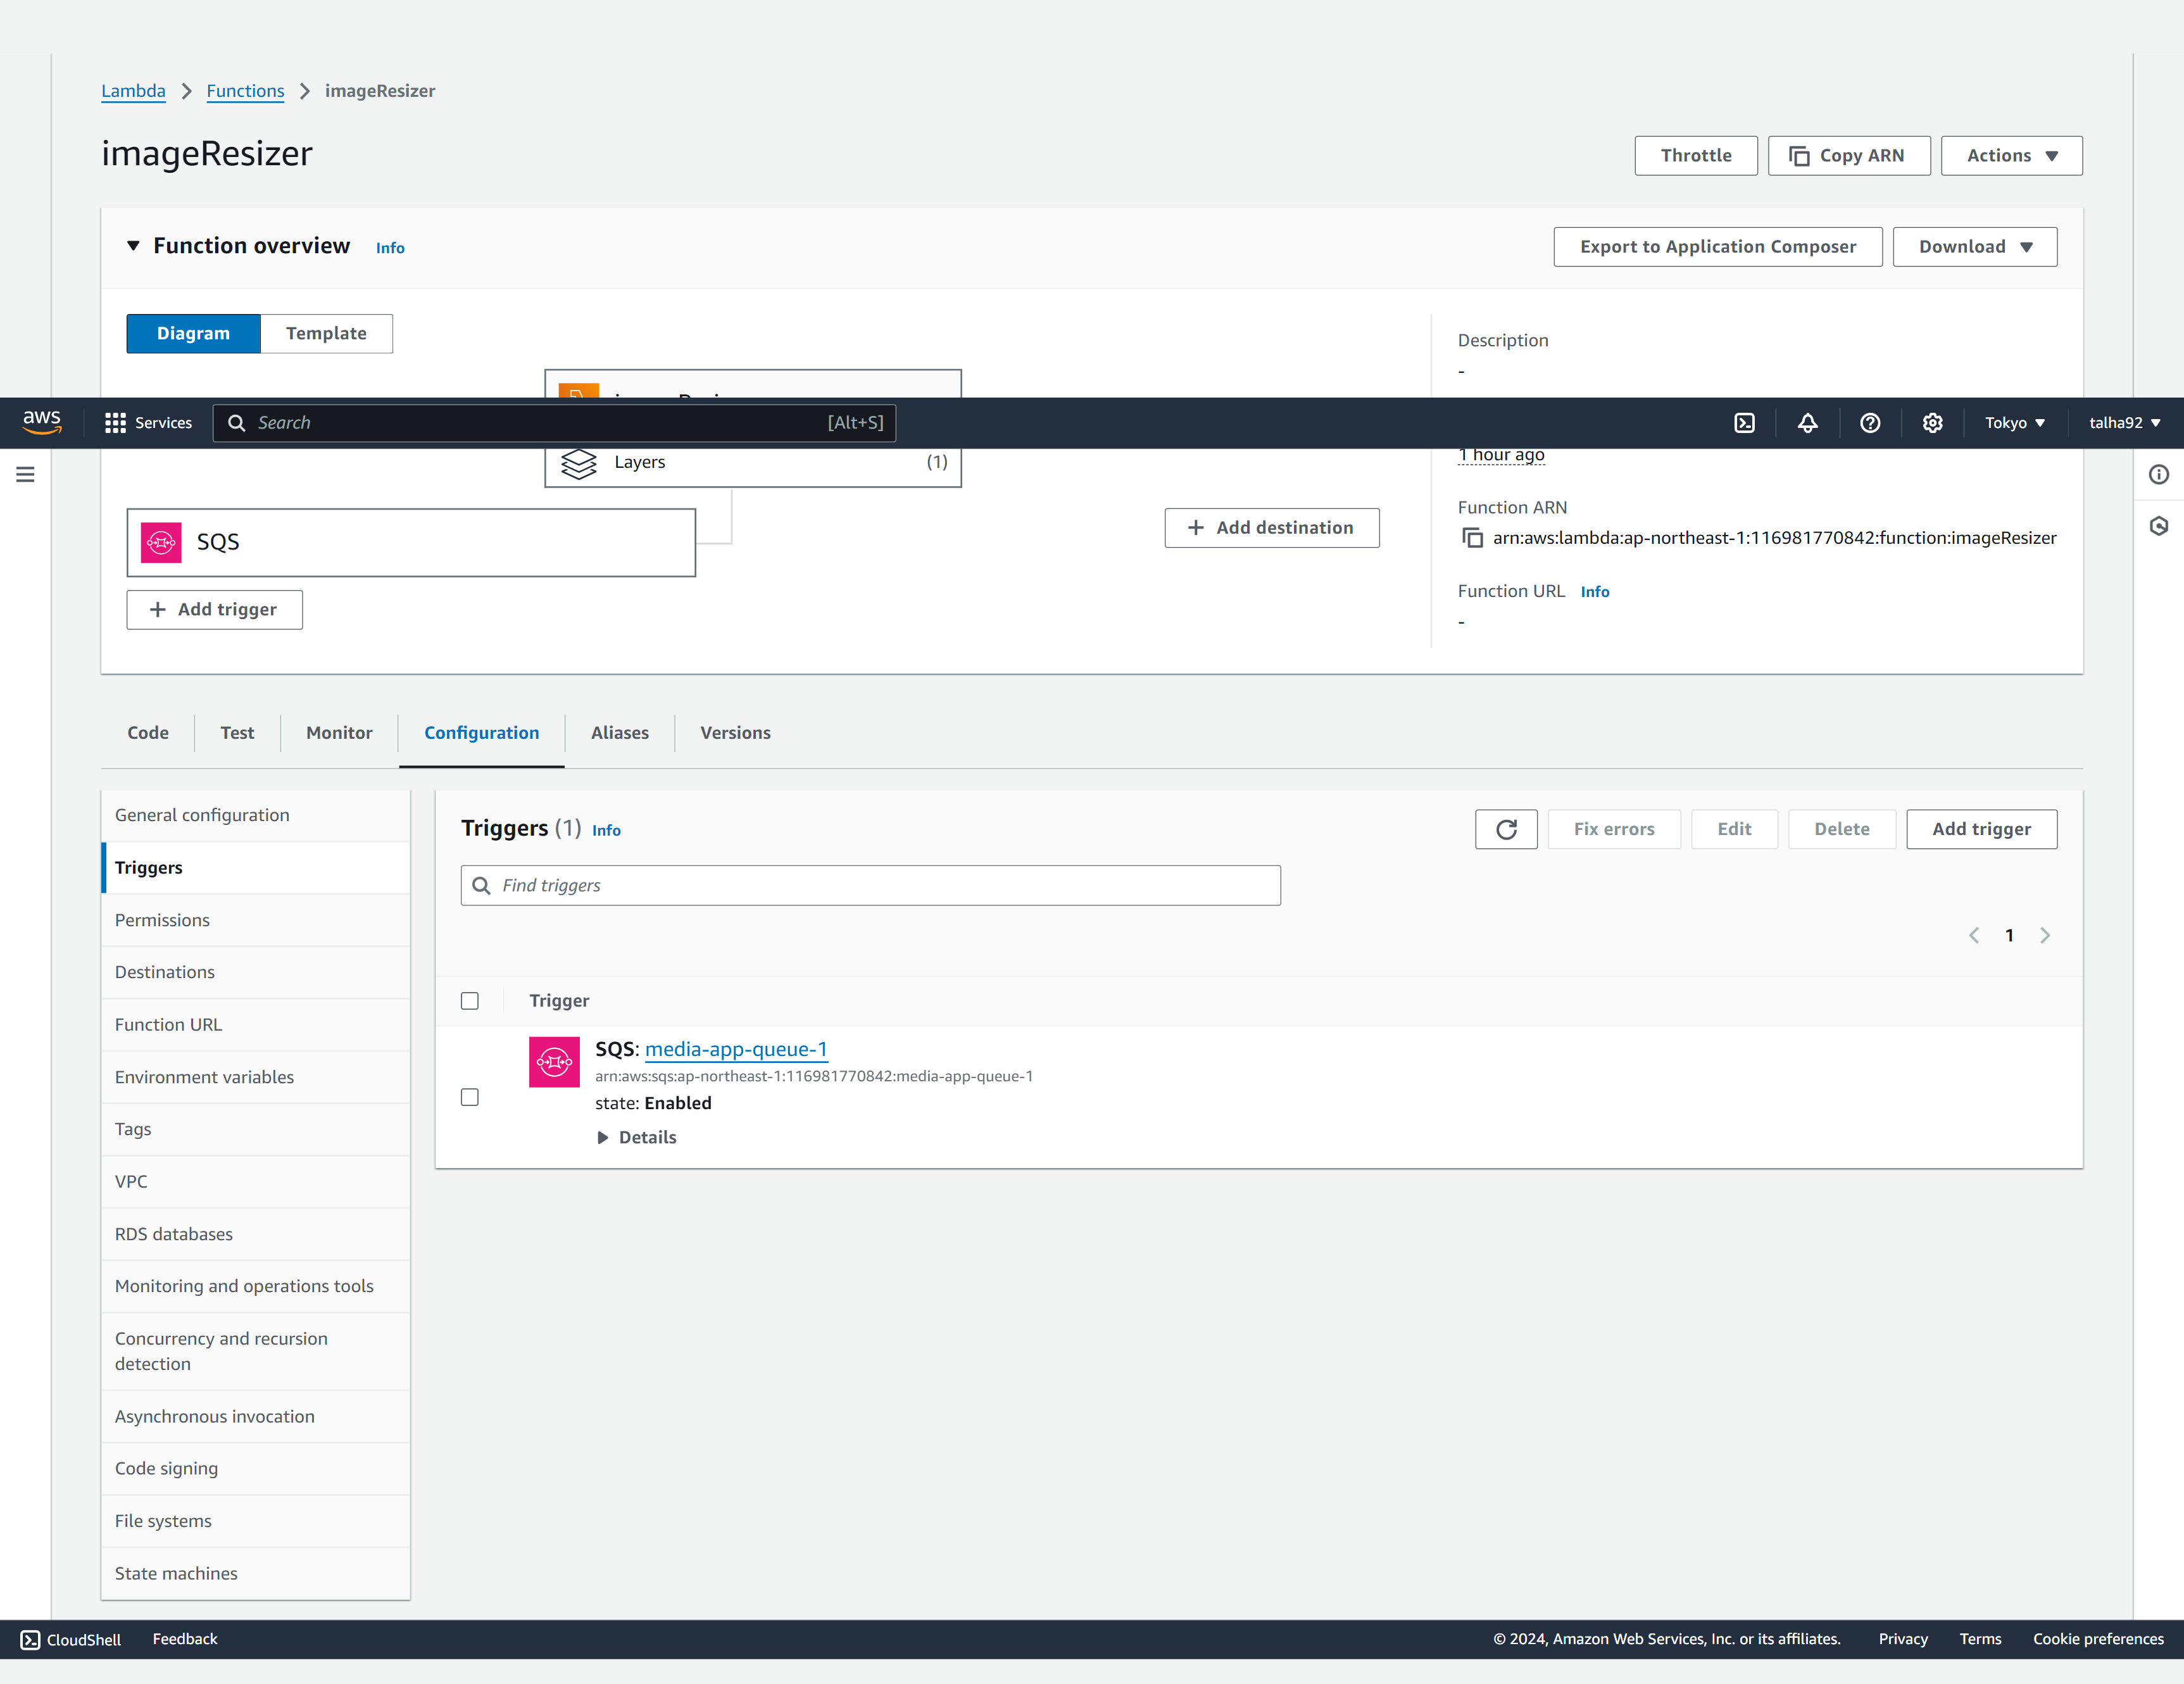 Lambda > Functions > imageResizer
imageResizer
Throttle
Copy ARN
Actions
Function overview Info
Export to Application Composer
Download
Diagram
Template
Description
-
aws
Services
Search
[Alt+S]
Tokyo
talha92
Layers
(1)
1 hour ago
SQS
Add destination
Function ARN
arn:aws:lambda:ap-northeast-1:116981770842:function:imageResizer
Function URL Info
-
Add trigger
Code
Test
Monitor
Configuration
Aliases
Versions
General configuration
Triggers
Permissions
Destinations
Function URL
Environment variables
Tags
VPC
RDS databases
Monitoring and operations tools
Concurrency and recursion
detection
Asynchronous invocation
Code signing
File systems
State machines
Triggers (1) Info
Fix errors
Edit
Delete
Add trigger
Find triggers
1
Trigger
SQS: media-app-queue-1
arn:aws:sqs:ap-northeast-1:116981770842:media-app-queue-1
state: Enabled
Details
CloudShell
Feedback
© 2024, Amazon Web Services, Inc. or its affiliates.
Privacy
Terms
Cookie preferences